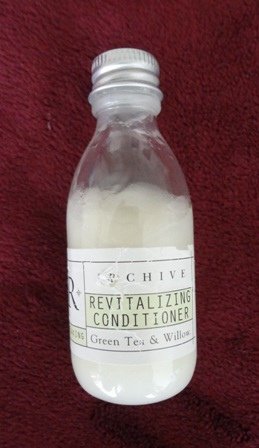 CHIVE
R+
REVITALIZING
CONDITIONER
Green Tea & Willow